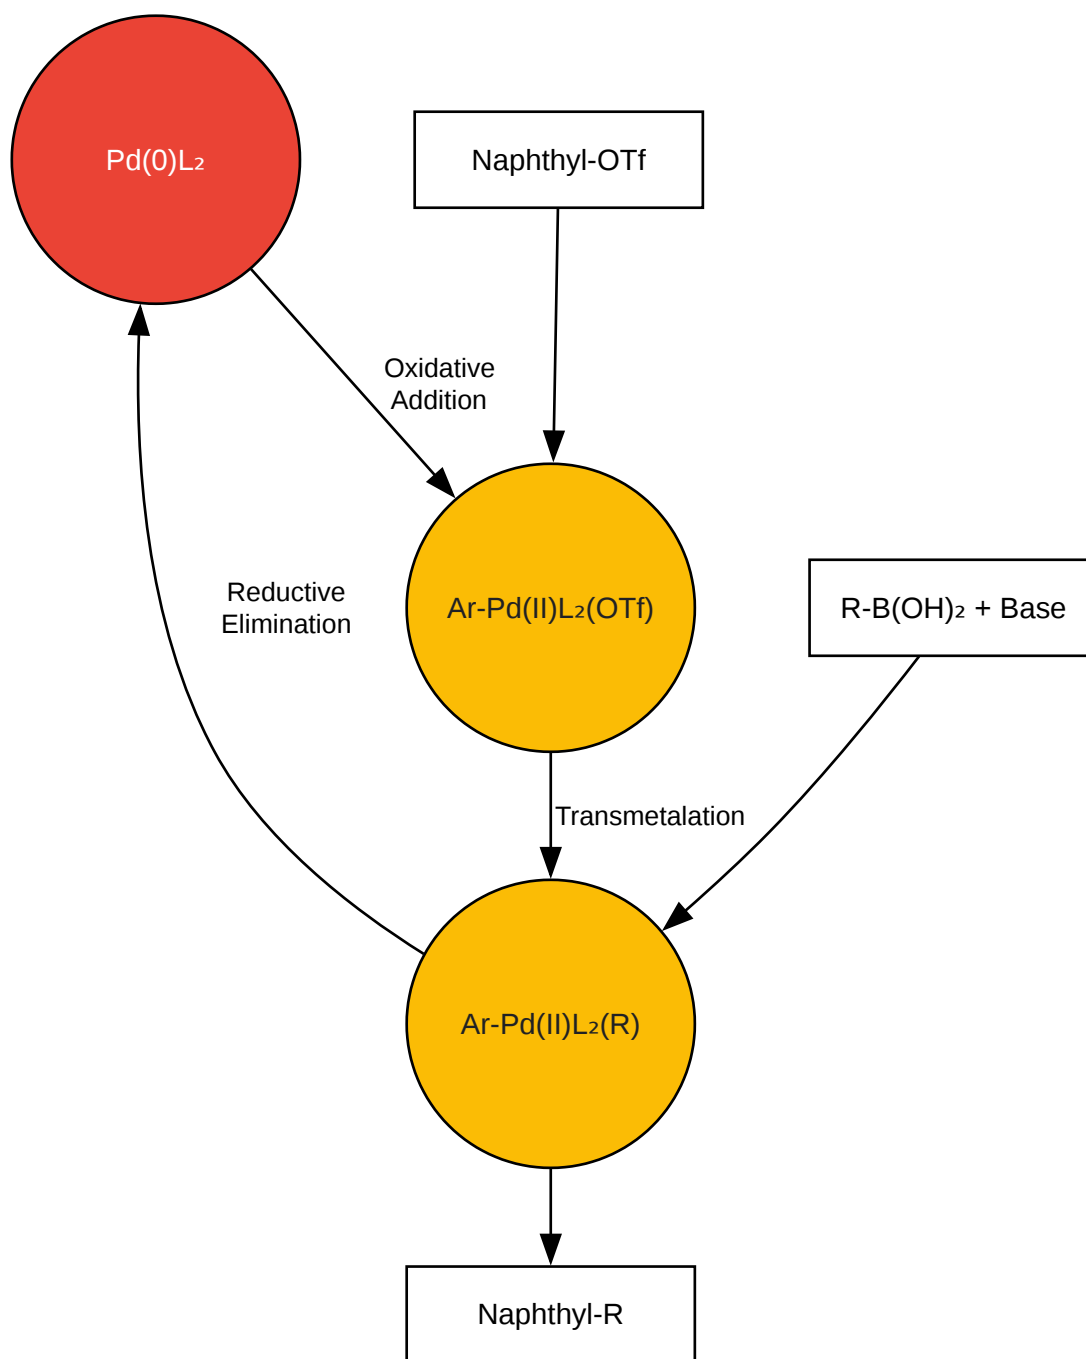 Pd(0)L₂
Naphthyl-OTf
Oxidative
Addition
Reductive
Elimination
Ar-Pd(II)L₂(OTf)
R-B(OH)₂ + Base
Transmetalation
Ar-Pd(II)L₂(R)
Naphthyl-R